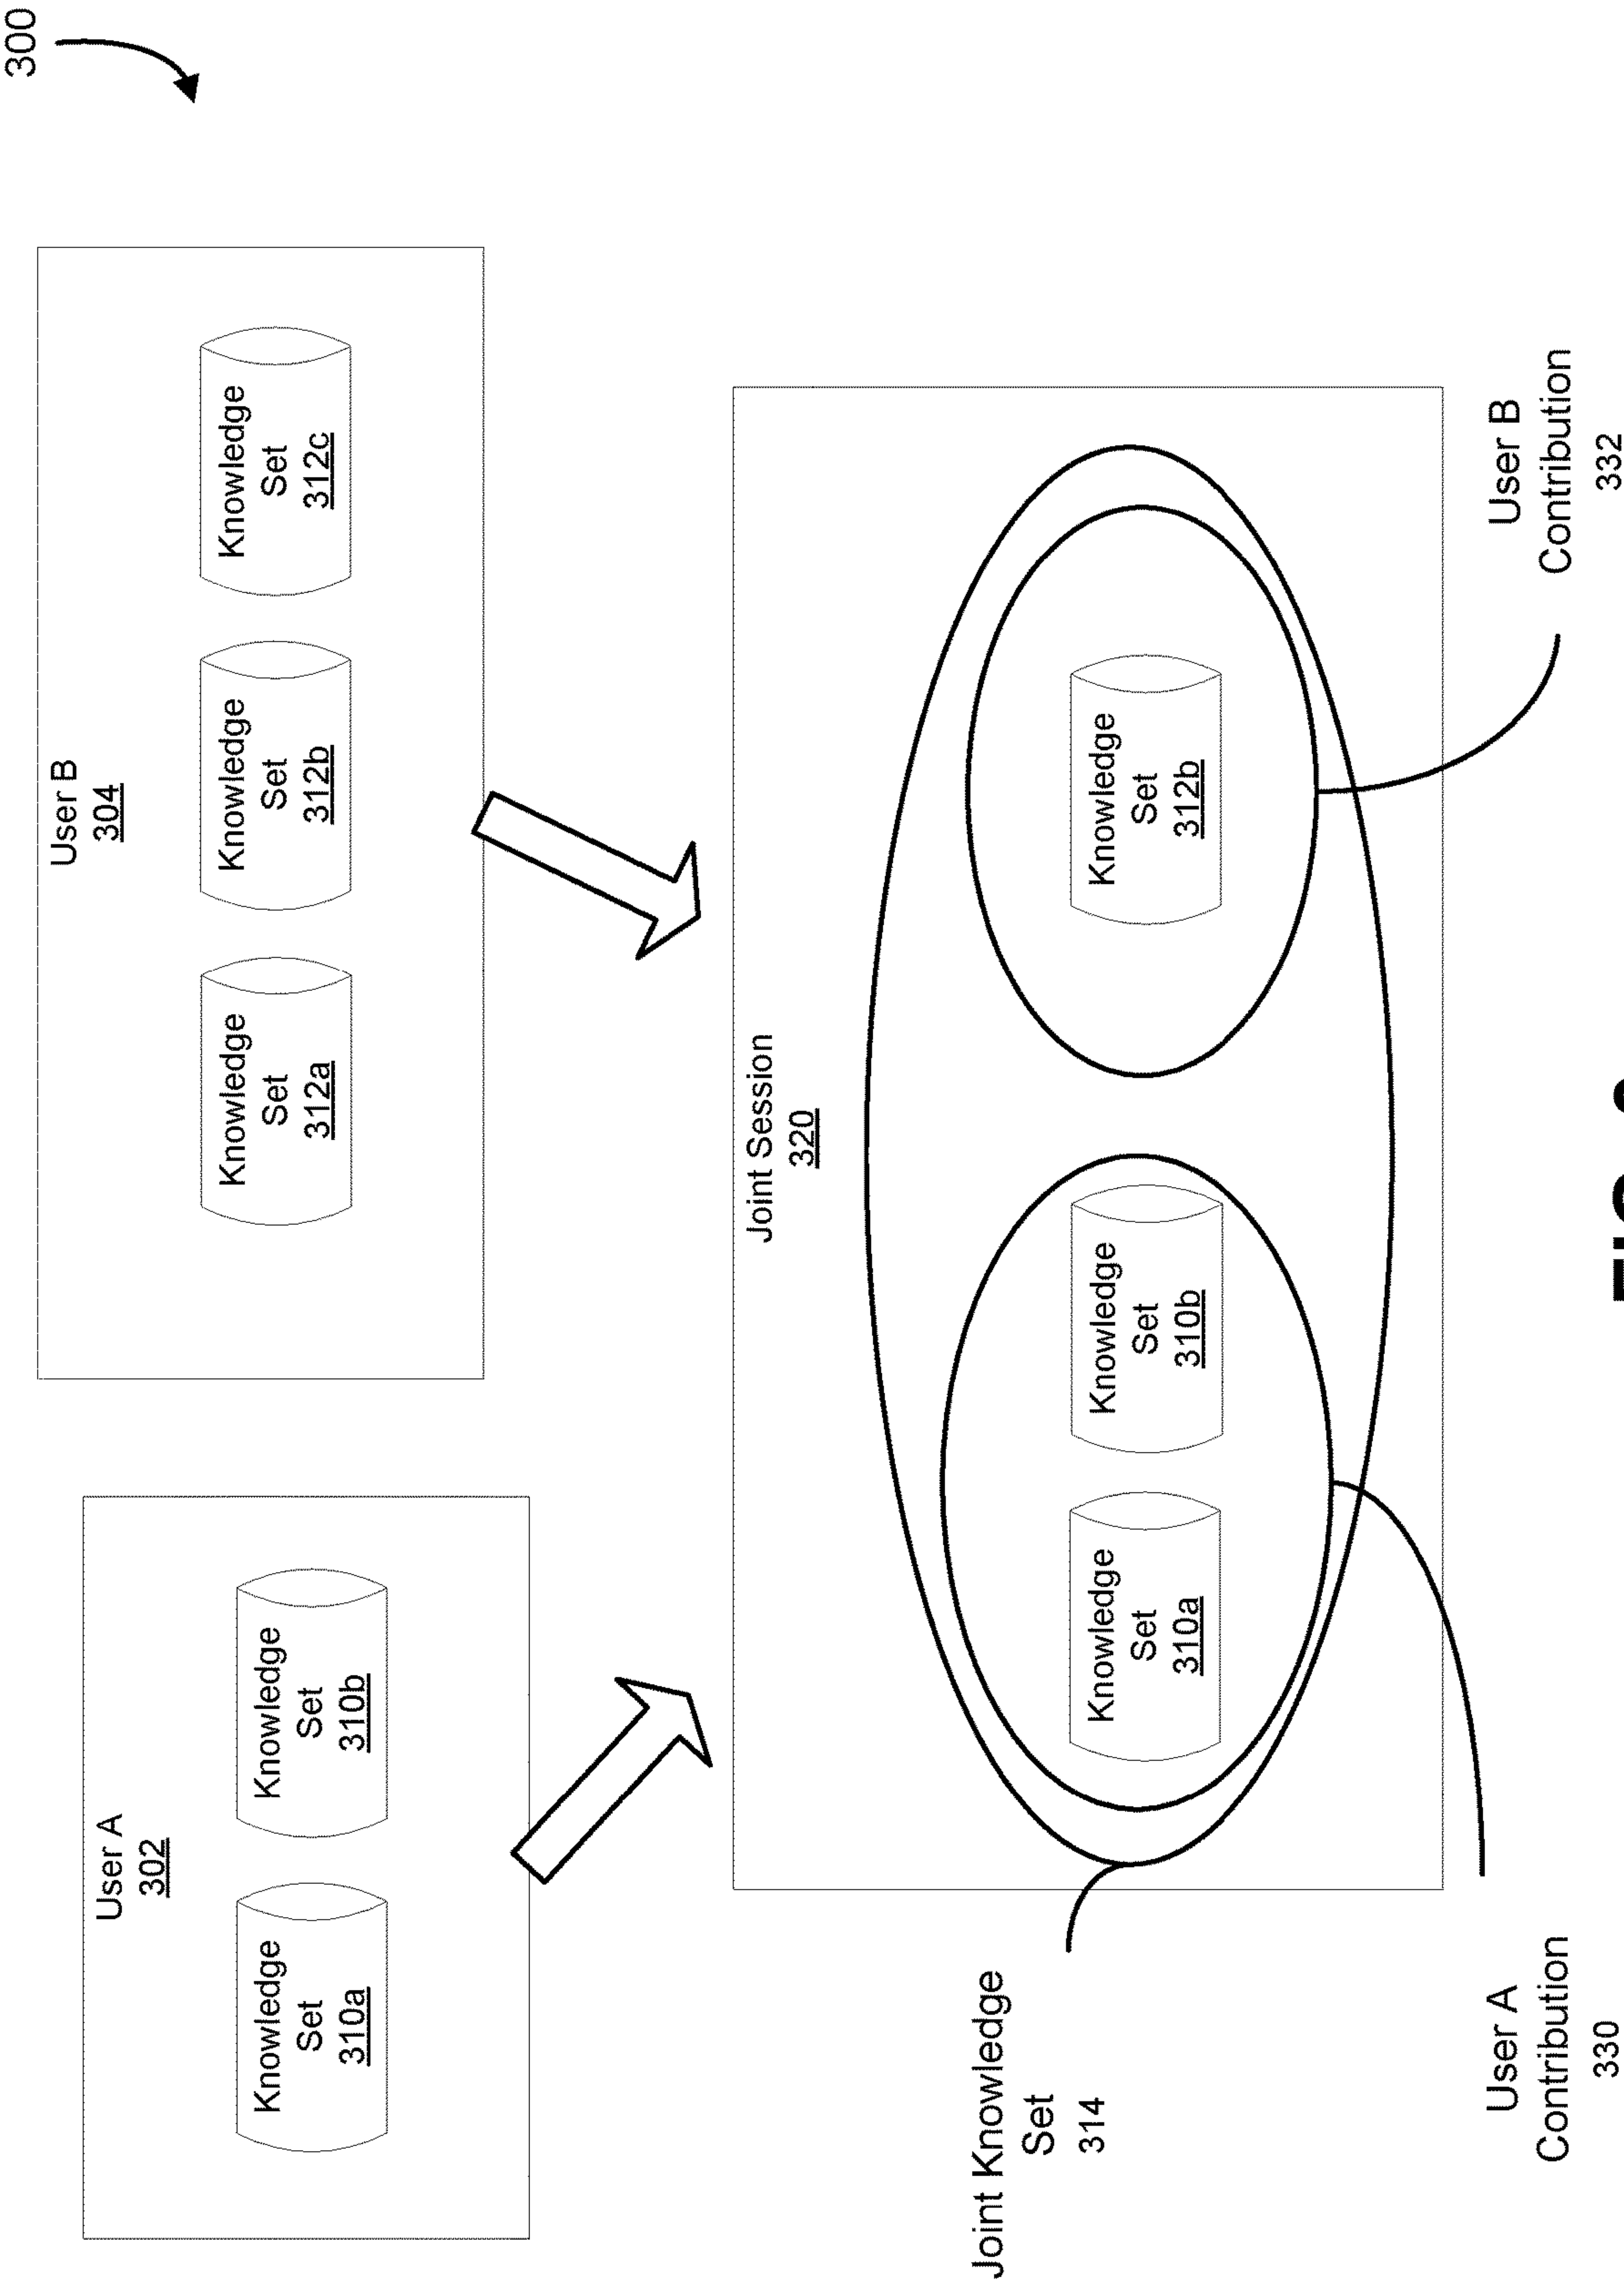 300
User A
302
Knowledge
Set
310a
Knowledge
Set
310b
User B
304
Knowledge
Set
312a
Knowledge
Set
312b
Knowledge
Set
312c
Joint Session
320
Joint Knowledge
Set
314
Knowledge
Set
310a
Knowledge
Set
310b
Knowledge
Set
312b
User A
Contribution
330
User B
Contribution
332